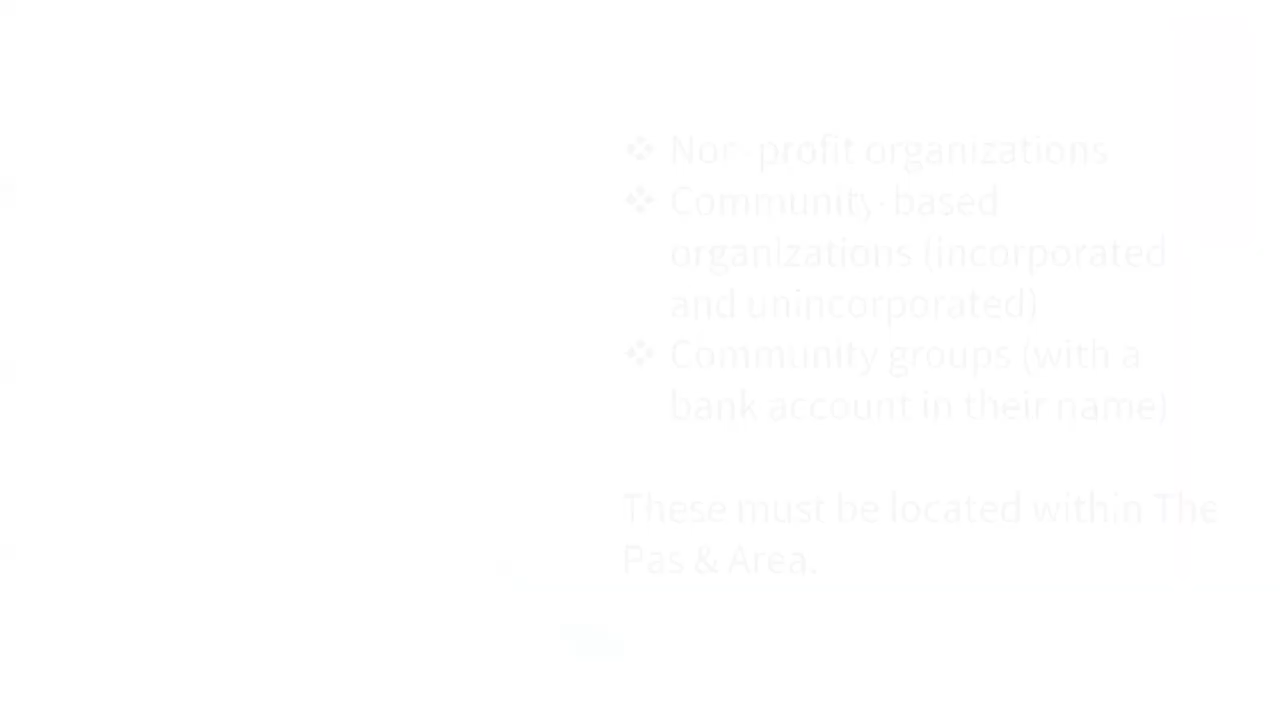 ❖ Non-profit organizations
❖ Community-based
organizations (incorporated
and unincorporated)
❖ Community groups (with a
bank account in their name)
These must be located within The
Pas & Area.